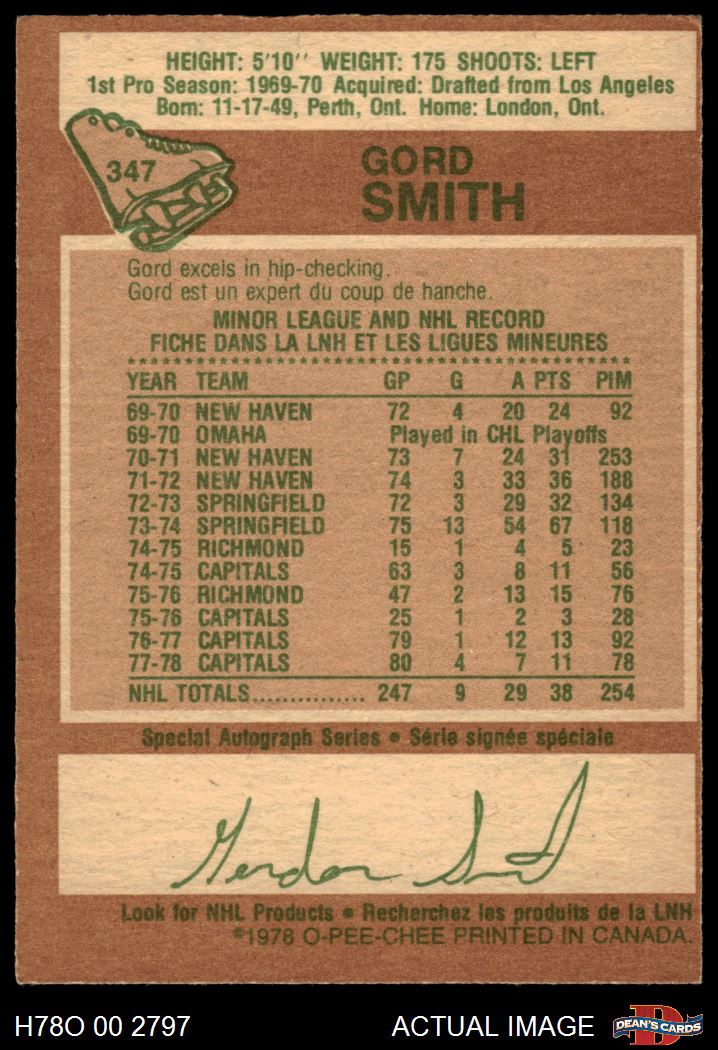 HEIGHT: 5'10'' WEIGHT: 175 SHOOTS: LEFT
1st Pro Season: 1969-70 Acquired: Drafted from Los Angeles
Born: 11-17-49, Perth, Ont. Home: London, Ont.
347
GORD
SMITH
Gord excels in hip-checking.
Gord est un expert du coup de hanche.
MINOR LEAGUE AND NHL RECORD
FICHE DANS LA LNH ET LES LIGUES MINEURES
YEAR TEAM GP G A PTS PIM
69-70 NEW HAVEN 72 4 20 24 92
69-70 OMAHA Played in CHL Playoffs
70-71 NEW HAVEN 73 7 24 31 253
71-72 NEW HAVEN 74 3 33 36 188
72-73 SPRINGFIELD 72 3 29 32 134
73-74 SPRINGFIELD 75 13 54 67 118
74-75 RICHMOND 15 1 4 5 23
74-75 CAPITALS 63 3 8 11 56
75-76 RICHMOND 47 2 13 15 76
75-76 CAPITALS 25 1 2 3 28
76-77 CAPITALS 79 1 12 13 92
77-78 CAPITALS 80 4 7 11 78
NHL TOTALS............... 247 9 29 38 254
Special Autograph Series • Série signée spéciale
Gordon Smith
Look for NHL Products • Recherchez les produits de la LNH
©1978 O-PEE-CHEE PRINTED IN CANADA.
H78O 00 2797 ACTUAL IMAGE DEAN'S CARDS